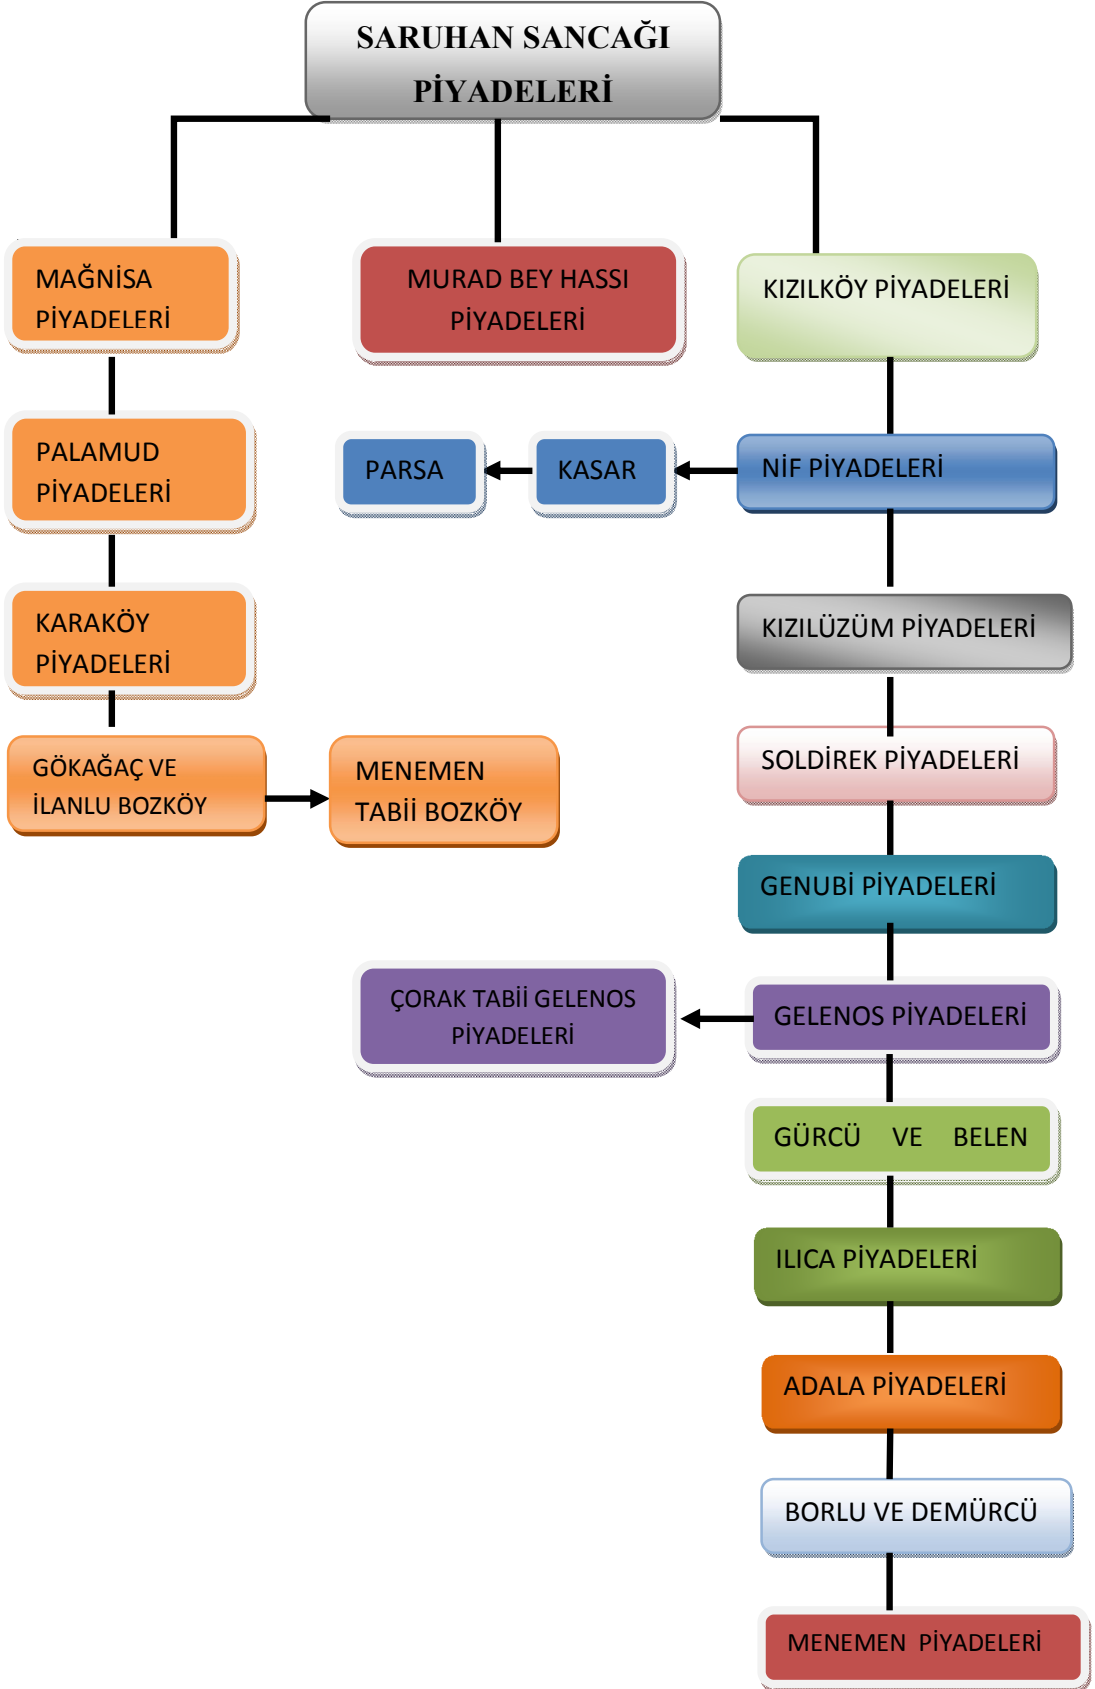 SARUHAN SANCAĞI
PİYADELERİ
MAĞNİSA
PİYADELERİ
MURAD BEY HASSI
PİYADELERİ
KIZILKÖY PİYADELERİ
PALAMUD
PİYADELERİ
PARSA
KASAR
NİF PİYADELERİ
KARAKÖY
PİYADELERİ
KIZILÜZÜM PİYADELERİ
GÖKAĞAÇ VE
İLANLU BOZKÖY
MENEMEN
TABİİ BOZKÖY
SOLDİREK PİYADELERİ
GENUBİ PİYADELERİ
ÇORAK TABİİ GELENOS
PİYADELERİ
GELENOS PİYADELERİ
GÜRCÜ VE BELEN
ILICA PİYADELERİ
ADALA PİYADELERİ
BORLU VE DEMÜRCÜ
MENEMEN PİYADELERİ